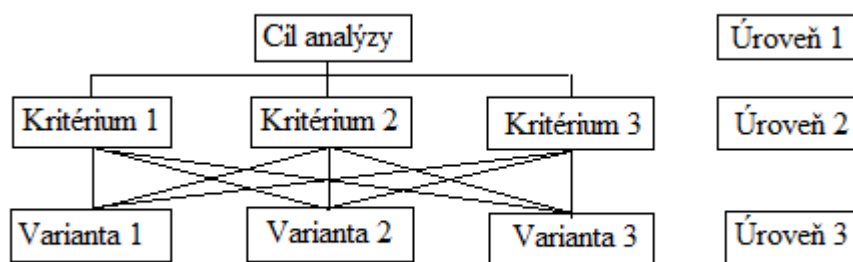 Cíl analýzy
Úroveň 1
Kritérium 1
Kritérium 2
Kritérium 3
Úroveň 2
Varianta 1
Varianta 2
Varianta 3
Úroveň 3